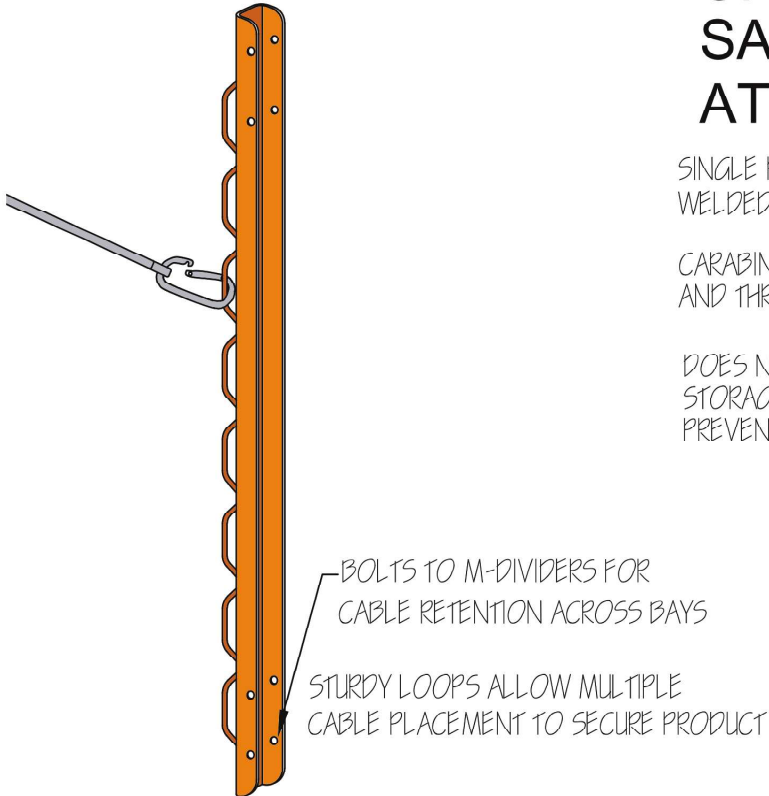 SA
AT
SINGLE
WELDED
CARABIN
AND THR
DOES N
STORAG
PREVEN
BOLTS TO M-DIVIDERS FOR
CABLE RETENTION ACROSS BAYS
STURDY LOOPS ALLOW MULTIPLE
CABLE PLACEMENT TO SECURE PRODUCT